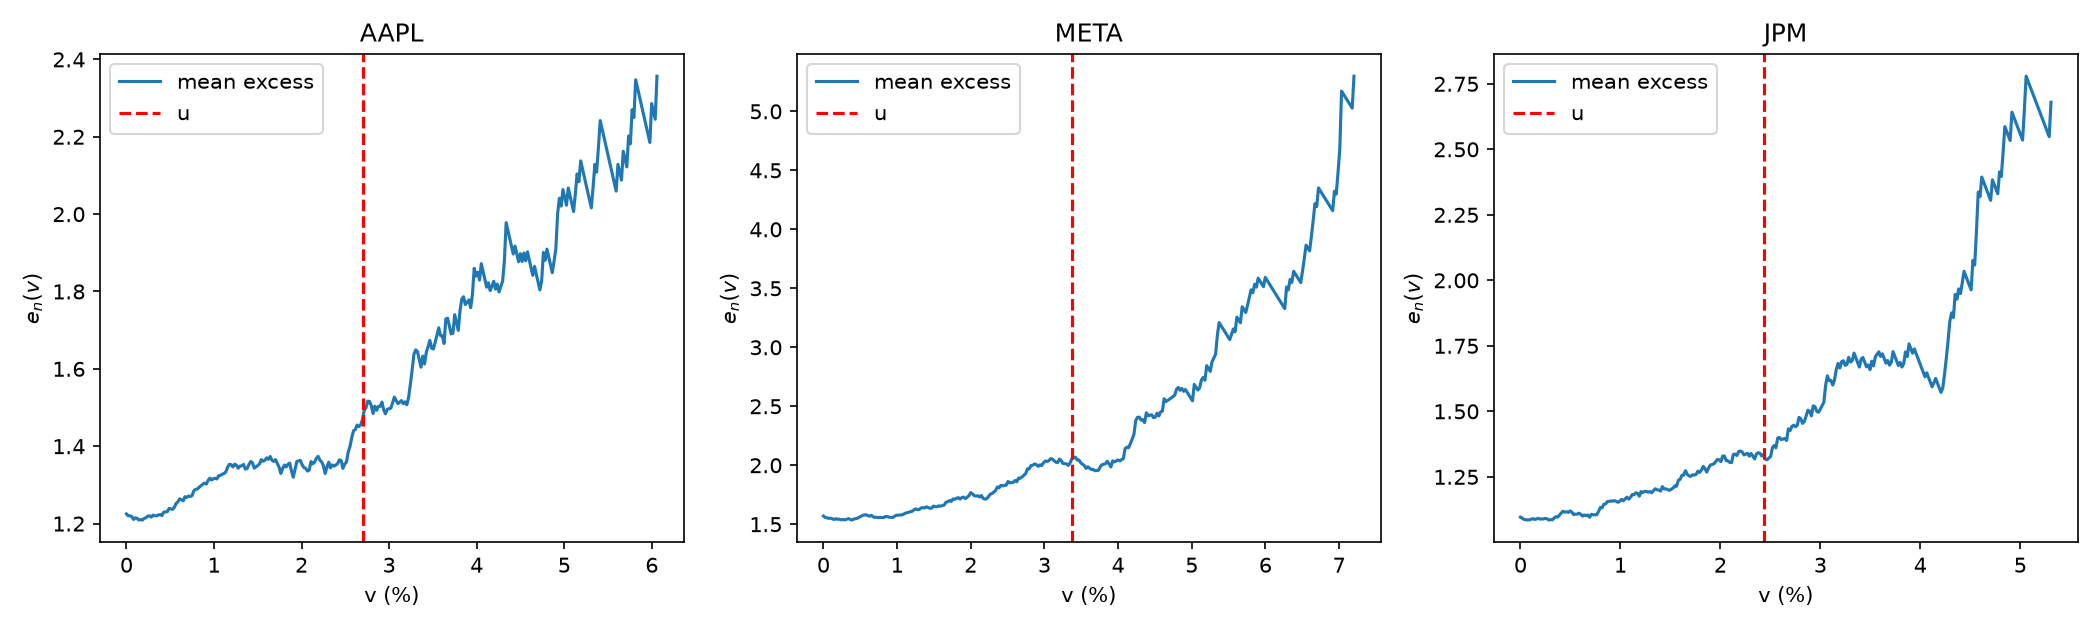 AAPL
mean excess
u
2.4
2.2
2.0
1.8
1.6
1.4
1.2
e_n(v)
0 1 2 3 4 5 6
v (%)
META
mean excess
u
5.0
4.5
4.0
3.5
3.0
2.5
2.0
1.5
e_n(v)
0 1 2 3 4 5 6 7
v (%)
JPM
mean excess
u
2.75
2.50
2.25
2.00
1.75
1.50
1.25
e_n(v)
0 1 2 3 4 5
v (%)